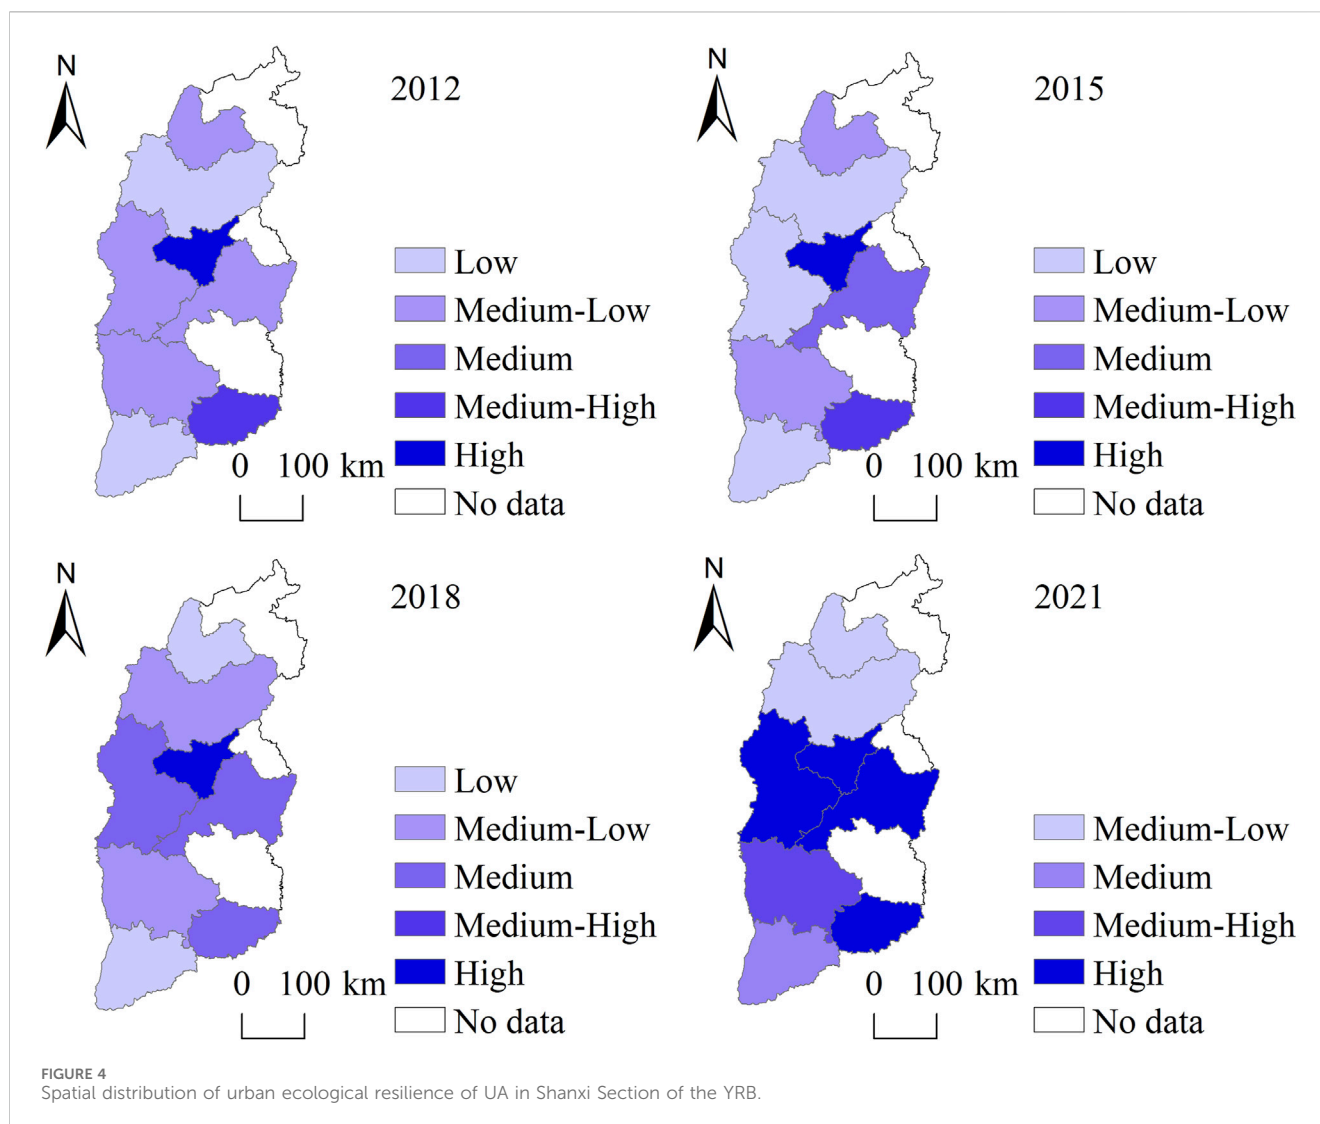 N
2012
Low
Medium-Low
Medium
Medium-High
High
No data
0 100 km
N
2015
Low
Medium-Low
Medium
Medium-High
High
No data
0 100 km
N
2018
Low
Medium-Low
Medium
Medium-High
High
No data
0 100 km
N
2021
Medium-Low
Medium
Medium-High
High
No data
0 100 km
FIGURE 4
Spatial distribution of urban ecological resilience of UA in Shanxi Section of the YRB.